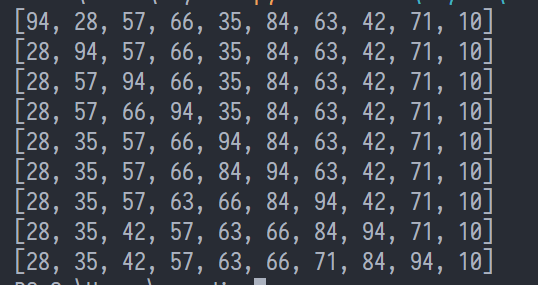 [94, 28, 57, 66, 35, 84, 63, 42, 71, 10]
[28, 94, 57, 66, 35, 84, 63, 42, 71, 10]
[28, 57, 94, 66, 35, 84, 63, 42, 71, 10]
[28, 57, 66, 94, 35, 84, 63, 42, 71, 10]
[28, 35, 57, 66, 94, 84, 63, 42, 71, 10]
[28, 35, 57, 66, 84, 94, 63, 42, 71, 10]
[28, 35, 57, 63, 66, 84, 94, 42, 71, 10]
[28, 35, 42, 57, 63, 66, 84, 94, 71, 10]
[28, 35, 42, 57, 63, 66, 71, 84, 94, 10]